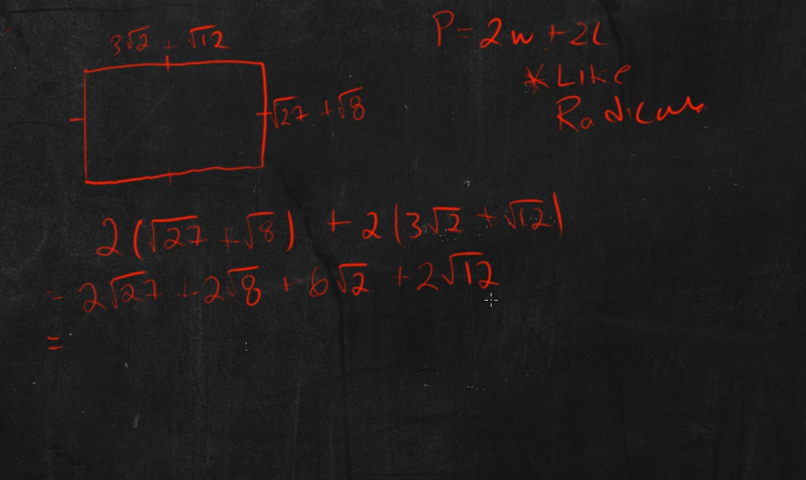 3√2 + √12
P = 2w + 2L
* Like
Radicals
√27 + √8
2(√27 + √8) + 2(3√2 + √12)
= 2√27 + 2√8 + 6√2 + 2√12
=